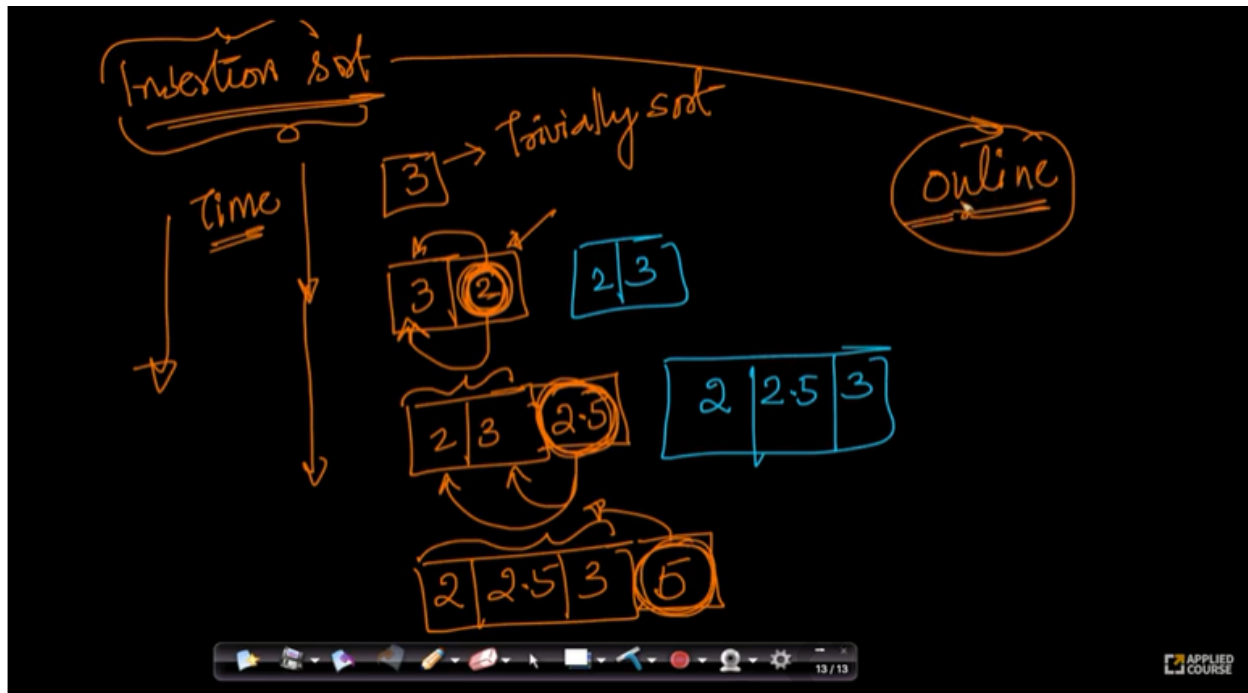 Insertion sort
3 → Trivially sort
online
Time
3 2
2 3
2 3 2.5
2 2.5 3
2 2.5 3 5
13 / 13
APPLIED
COURSE